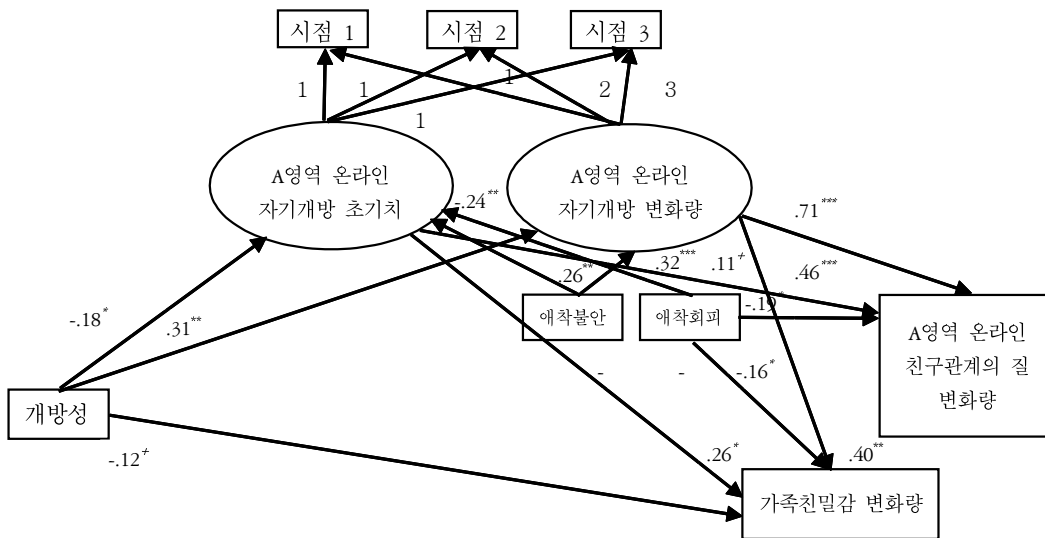 시점 1
시점 2
시점 3
1
1
1
2
3
1
A영역 온라인
자기개방 초기치
A영역 온라인
자기개방 변화량
-.24**
.71***
.26**
.32***
.11+
.46***
애착불안
애착회피
-.19*
A영역 온라인
친구관계의 질
변화량
-.18*
.31**
-
-
-.16*
개방성
-.12+
.26*
.40**
가족친밀감 변화량